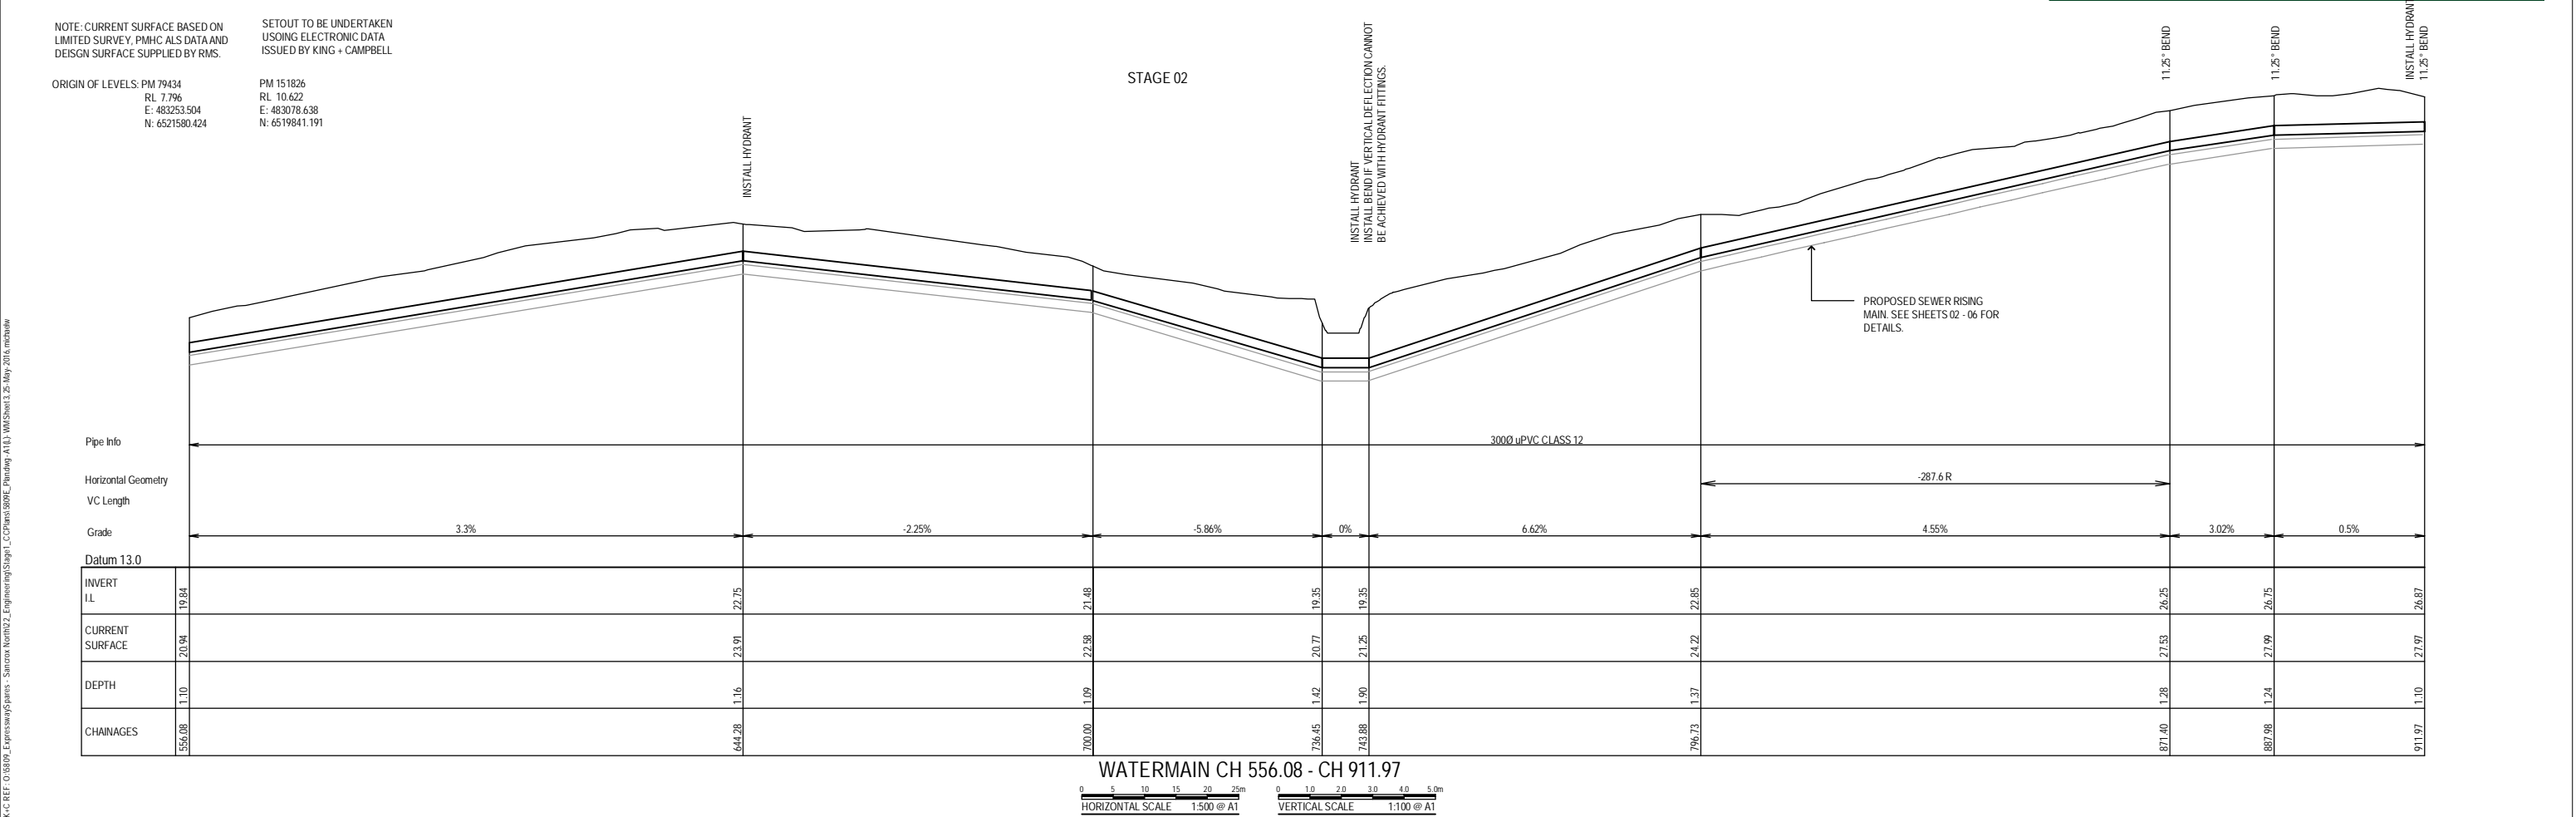 NOTE: CURRENT SURFACE BASED ON
LIMITED SURVEY, PMHC ALS DATA AND
DEISGN SURFACE SUPPLIED BY RMS.
SETOUT TO BE UNDERTAKEN
USOING ELECTRONIC DATA
ISSUED BY KING + CAMPBELL
ORIGIN OF LEVELS: PM 79434
RL 7.796
E: 483253.504
N: 6521580.424
PM 151826
RL 10.622
E: 483078.638
N: 6519841.191
STAGE 02
INSTALL HYDRANT
INSTALL HYDRANT
INSTALL BEND IF VERTICAL DEFLECTION CANNOT
BE ACHIEVED WITH HYDRANT FITTINGS.
11.25° BEND
11.25° BEND
INSTALL HYDRANT
11.25° BEND
PROPOSED SEWER RISING
MAIN. SEE SHEETS 02 - 06 FOR
DETAILS.
Pipe Info
300Ø uPVC CLASS 12
Horizontal Geometry
-287.6 R
VC Length
Grade
3.3% -2.25% -5.86% 0% 6.62% 4.55% 3.02% 0.5%
Datum 13.0
INVERT
I.L
19.84 22.75 21.48 19.35 19.35 22.85 26.25 26.75 26.87
CURRENT
SURFACE
20.94 23.91 22.58 20.77 21.25 24.22 27.53 27.99 27.97
DEPTH
1.10 1.16 1.09 1.42 1.90 1.37 1.28 1.24 1.10
CHAINAGES
556.08 644.28 700.00 736.45 743.88 796.73 871.40 887.98 911.97
WATERMAIN CH 556.08 - CH 911.97
0 5 10 15 20 25m
HORIZONTAL SCALE 1:500 @ A1
0 1.0 2.0 3.0 4.0 5.0m
VERTICAL SCALE 1:100 @ A1